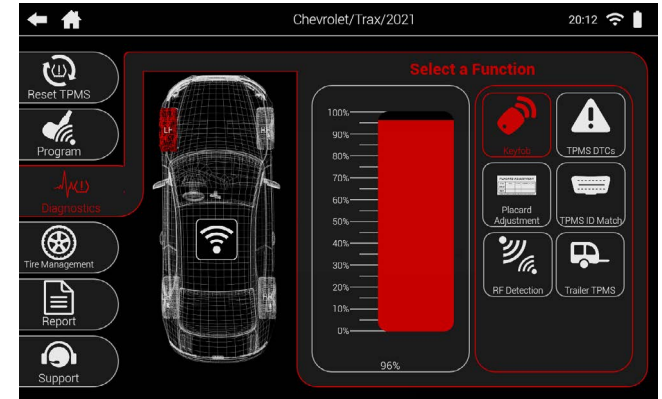 Chevrolet/Trax/2021
20:12
Reset TPMS
Program
Diagnostics
Tire Management
Report
Support
LF
Select a Function
100%
90%
80%
70%
60%
50%
40%
30%
20%
10%
0%
96%
Keyfob
TPMS DTCs
Placard
Adjustment
TPMS ID Match
RF Detection
Trailer TPMS